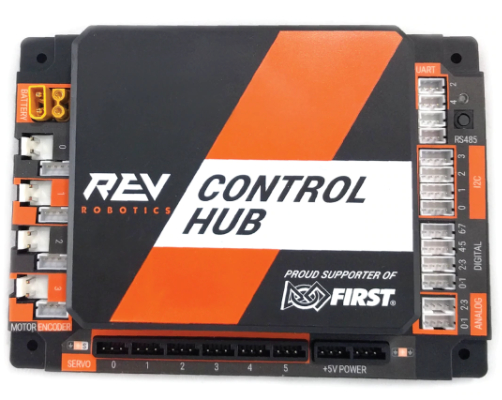 UART
BATTERY
2
4
RS485
0
1
2
3
MOTOR ENCODER
REV
ROBOTICS
CONTROL
HUB
PROUD SUPPORTER OF
FIRST®
3
2
1
0
I2C
6-7
4-5
2-3
0-1
DIGITAL
2-3
0-1
ANALOG
SERVO
0 1 2 3 4 5
+5V POWER